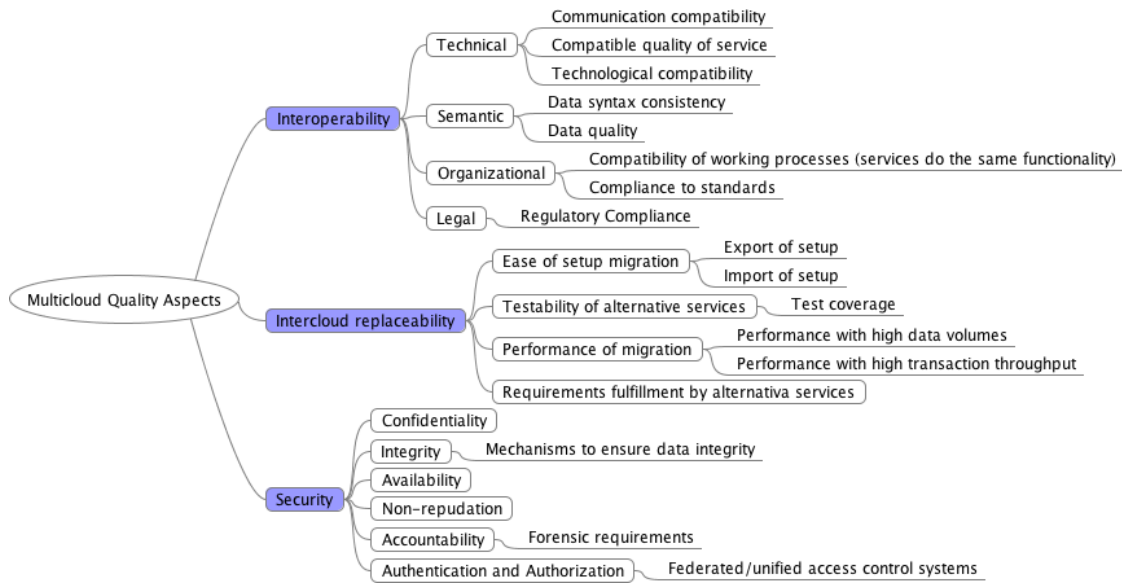 Multicloud Quality Aspects
Interoperability
Technical
Communication compatibility
Compatible quality of service
Technological compatibility
Semantic
Data syntax consistency
Data quality
Organizational
Compatibility of working processes (services do the same functionality)
Compliance to standards
Legal
Regulatory Compliance
Intercloud replaceability
Ease of setup migration
Export of setup
Import of setup
Testability of alternative services
Test coverage
Performance of migration
Performance with high data volumes
Performance with high transaction throughput
Requirements fulfillment by alternativa services
Security
Confidentiality
Integrity
Mechanisms to ensure data integrity
Availability
Non-repudation
Accountability
Forensic requirements
Authentication and Authorization
Federated/unified access control systems